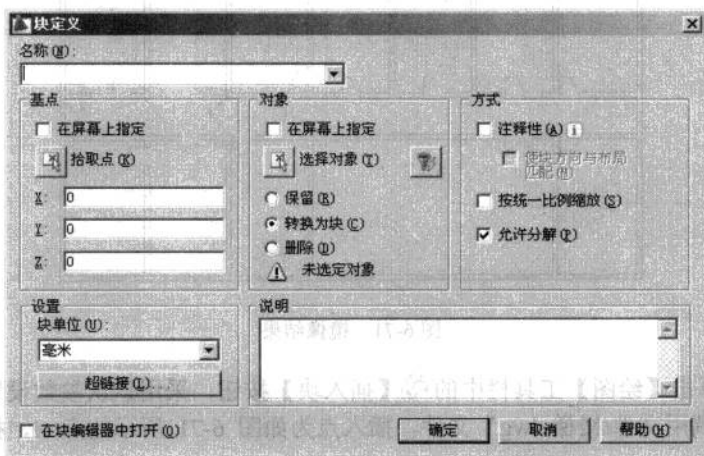 块定义
名称(N):
基点
在屏幕上指定
拾取点(K)
X: 0
Y: 0
Z: 0
对象
在屏幕上指定
选择对象(T)
保留(R)
转换为块(C)
删除(D)
未选定对象
方式
注释性(A)
使块方向与布局
匹配(M)
按统一比例缩放(S)
允许分解(P)
设置
块单位(U):
毫米
超链接(L)...
说明
在块编辑器中打开(O)
确定
取消
帮助(H)